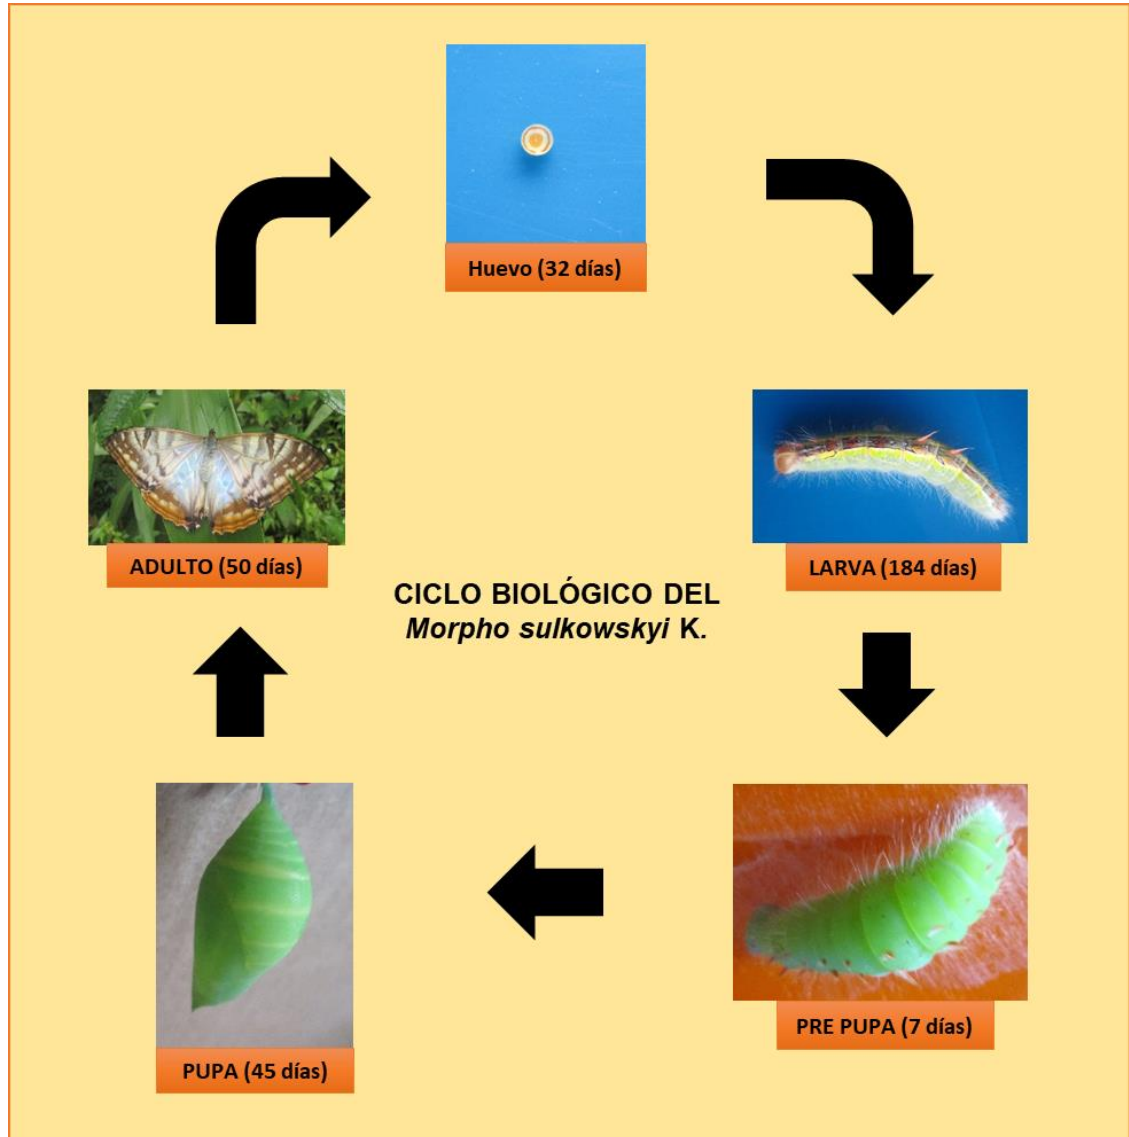 Huevo (32 días)
LARVA (184 días)
PRE PUPA (7 días)
PUPA (45 días)
ADULTO (50 días)
CICLO BIOLÓGICO DEL
Morpho sulkowskyi K.